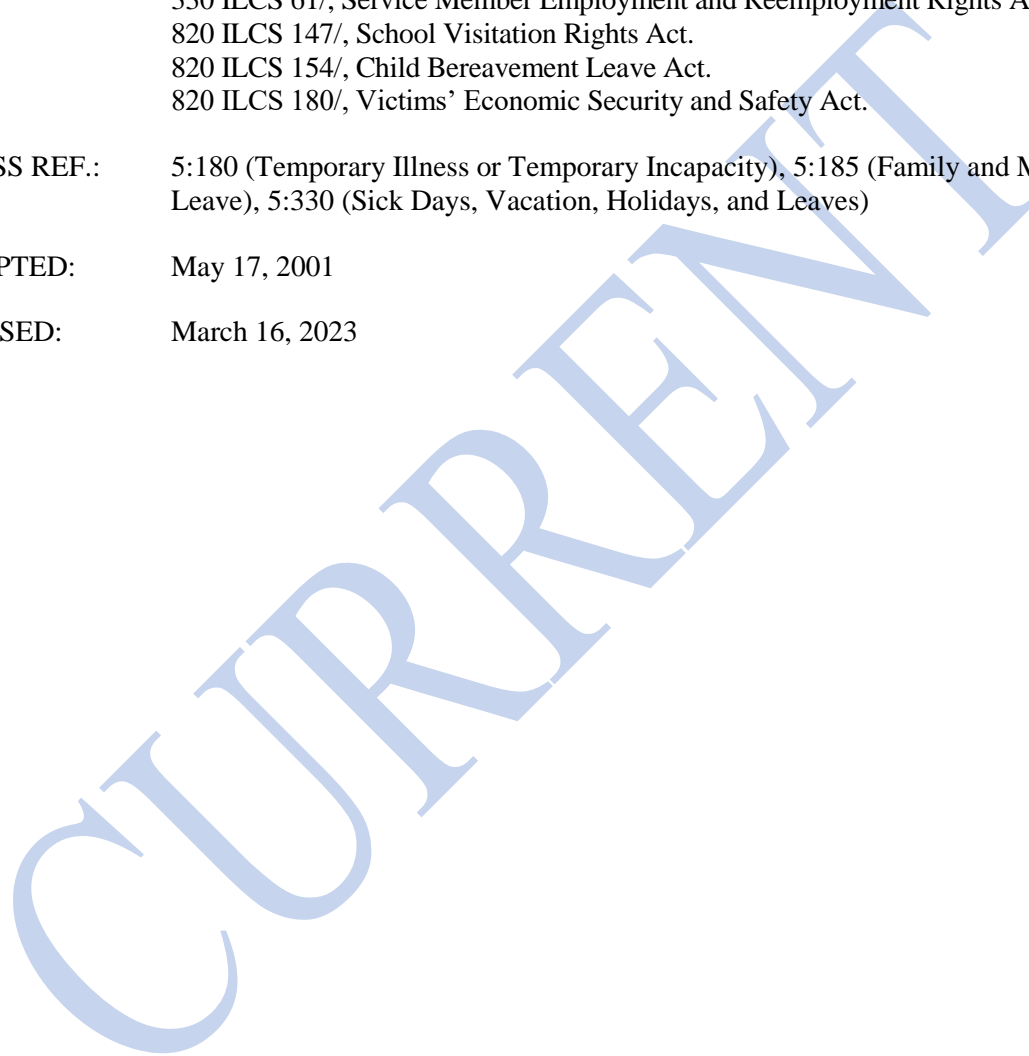 330 ILCS 61/, Service Member Employment and Reemployment Rights A
820 ILCS 147/, School Visitation Rights Act.
820 ILCS 154/, Child Bereavement Leave Act.
820 ILCS 180/, Victims’ Economic Security and Safety Act.
SS REF.: 5:180 (Temporary Illness or Temporary Incapacity), 5:185 (Family and M
Leave), 5:330 (Sick Days, Vacation, Holidays, and Leaves)
PTED: May 17, 2001
SED: March 16, 2023
CURRENT